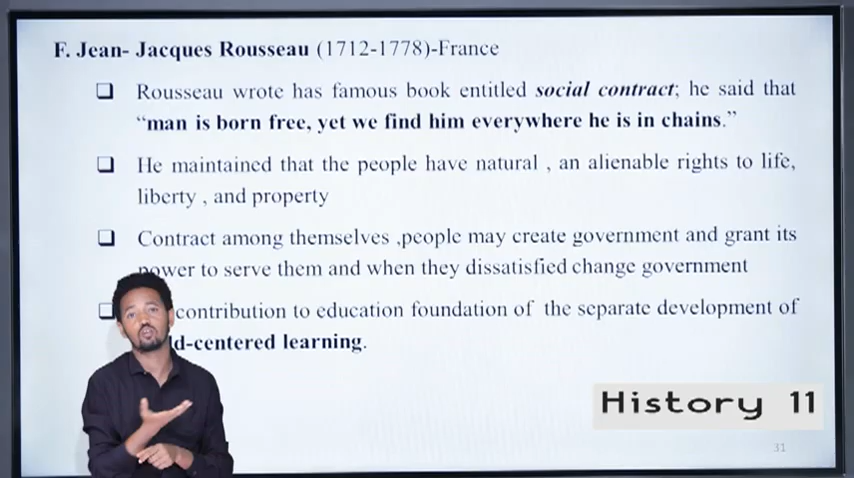 F. Jean- Jacques Rousseau (1712-1778)-France
❑ Rousseau wrote has famous book entitled social contract; he said that
“man is born free, yet we find him everywhere he is in chains.”
❑ He maintained that the people have natural , an alienable rights to life,
liberty , and property
❑ Contract among themselves ,people may create government and grant its
power to serve them and when they dissatisfied change government
❑ contribution to education foundation of the separate development of
ld-centered learning.
History 11
31